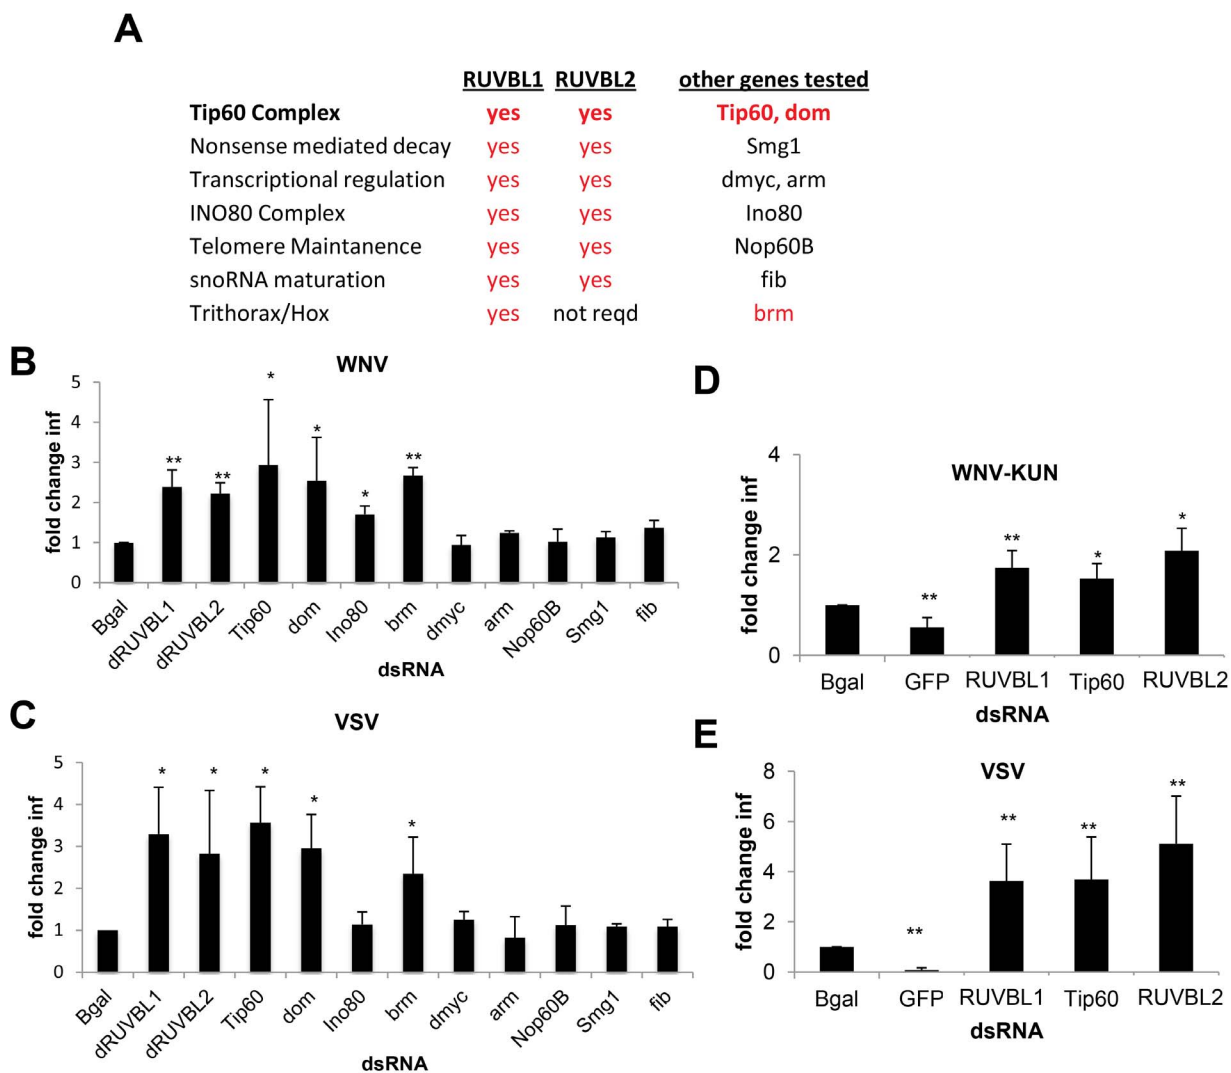 A
RUVBL1 RUVBL2 other genes tested
Tip60 Complex yes yes Tip60, dom
Nonsense mediated decay yes yes Smg1
Transcriptional regulation yes yes dmyc, arm
INO80 Complex yes yes Ino80
Telomere Maintanence yes yes Nop60B
snoRNA maturation yes yes fib
Trithorax/Hox yes not reqd brm
B
WNV
fold change inf
5
4
3
2
1
0
** ** * * * **
Bgal dRUVBL1 dRUVBL2 Tip60 dom Ino80 brm dmyc arm Nop60B Smg1 fib
dsRNA
C
VSV
fold change inf
5
4
3
2
1
0
* * * * *
Bgal dRUVBL1 dRUVBL2 Tip60 dom Ino80 brm dmyc arm Nop60B Smg1 fib
dsRNA
D
WNV-KUN
fold change inf
4
2
0
** ** * *
Bgal GFP RUVBL1 Tip60 RUVBL2
dsRNA
E
VSV
fold change inf
8
6
4
2
0
** ** ** **
Bgal GFP RUVBL1 Tip60 RUVBL2
dsRNA